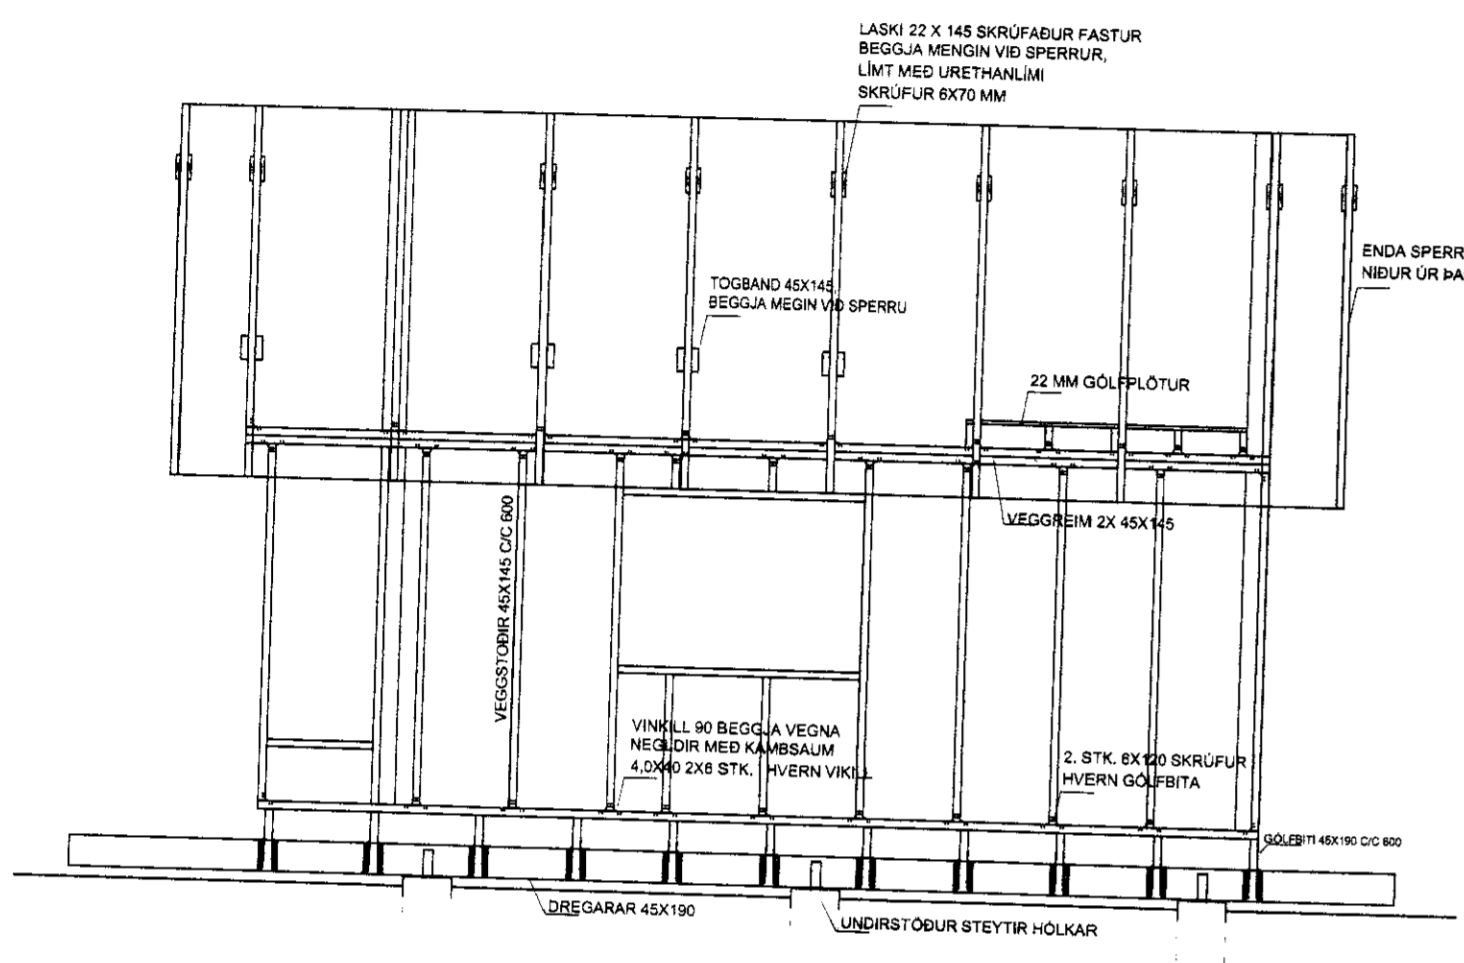 LASKI 22 X 145 SKRÚFAÐUR FASTUR
BEGGJA MENGIN VIÐ SPERRUR,
LÍMT MEÐ URETHANLÍMI
SKRÚFUR 6X70 MM
ENDA SPERR
NIÐUR ÚR ÞA
TOGBAND 45X145
BEGGJA MEGIN VIÐ SPERRU
22 MM GÓLFPLÖTUR
VEGGREIM 2X 45X145
VEGGSTOÐIR 45X145 C/C 600
VINKILL 90 BEGGJA VEGNA
NEGLDIR MEÐ KAMBSAUM
4,0X40 2X6 STK. Í HVERN VIKILL
2. STK. 6X120 SKRÚFUR
HVERN GÓLFBITA
GÓLFBITI 45X190 C/C 600
DREGARAR 45X190
UNDIRSTÖÐUR STEYTIR HÓLKAR